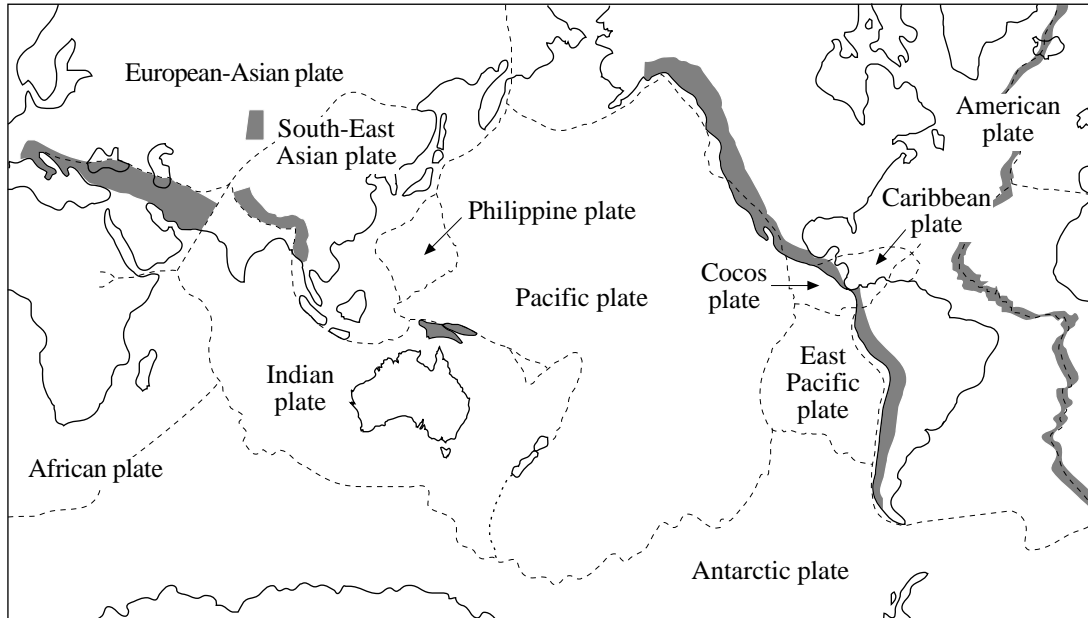 European-Asian plate
South-East
Asian plate
American
plate
Caribbean
plate
Philippine plate
Cocos
plate
Pacific plate
East
Pacific
plate
Indian
plate
African plate
Antarctic plate